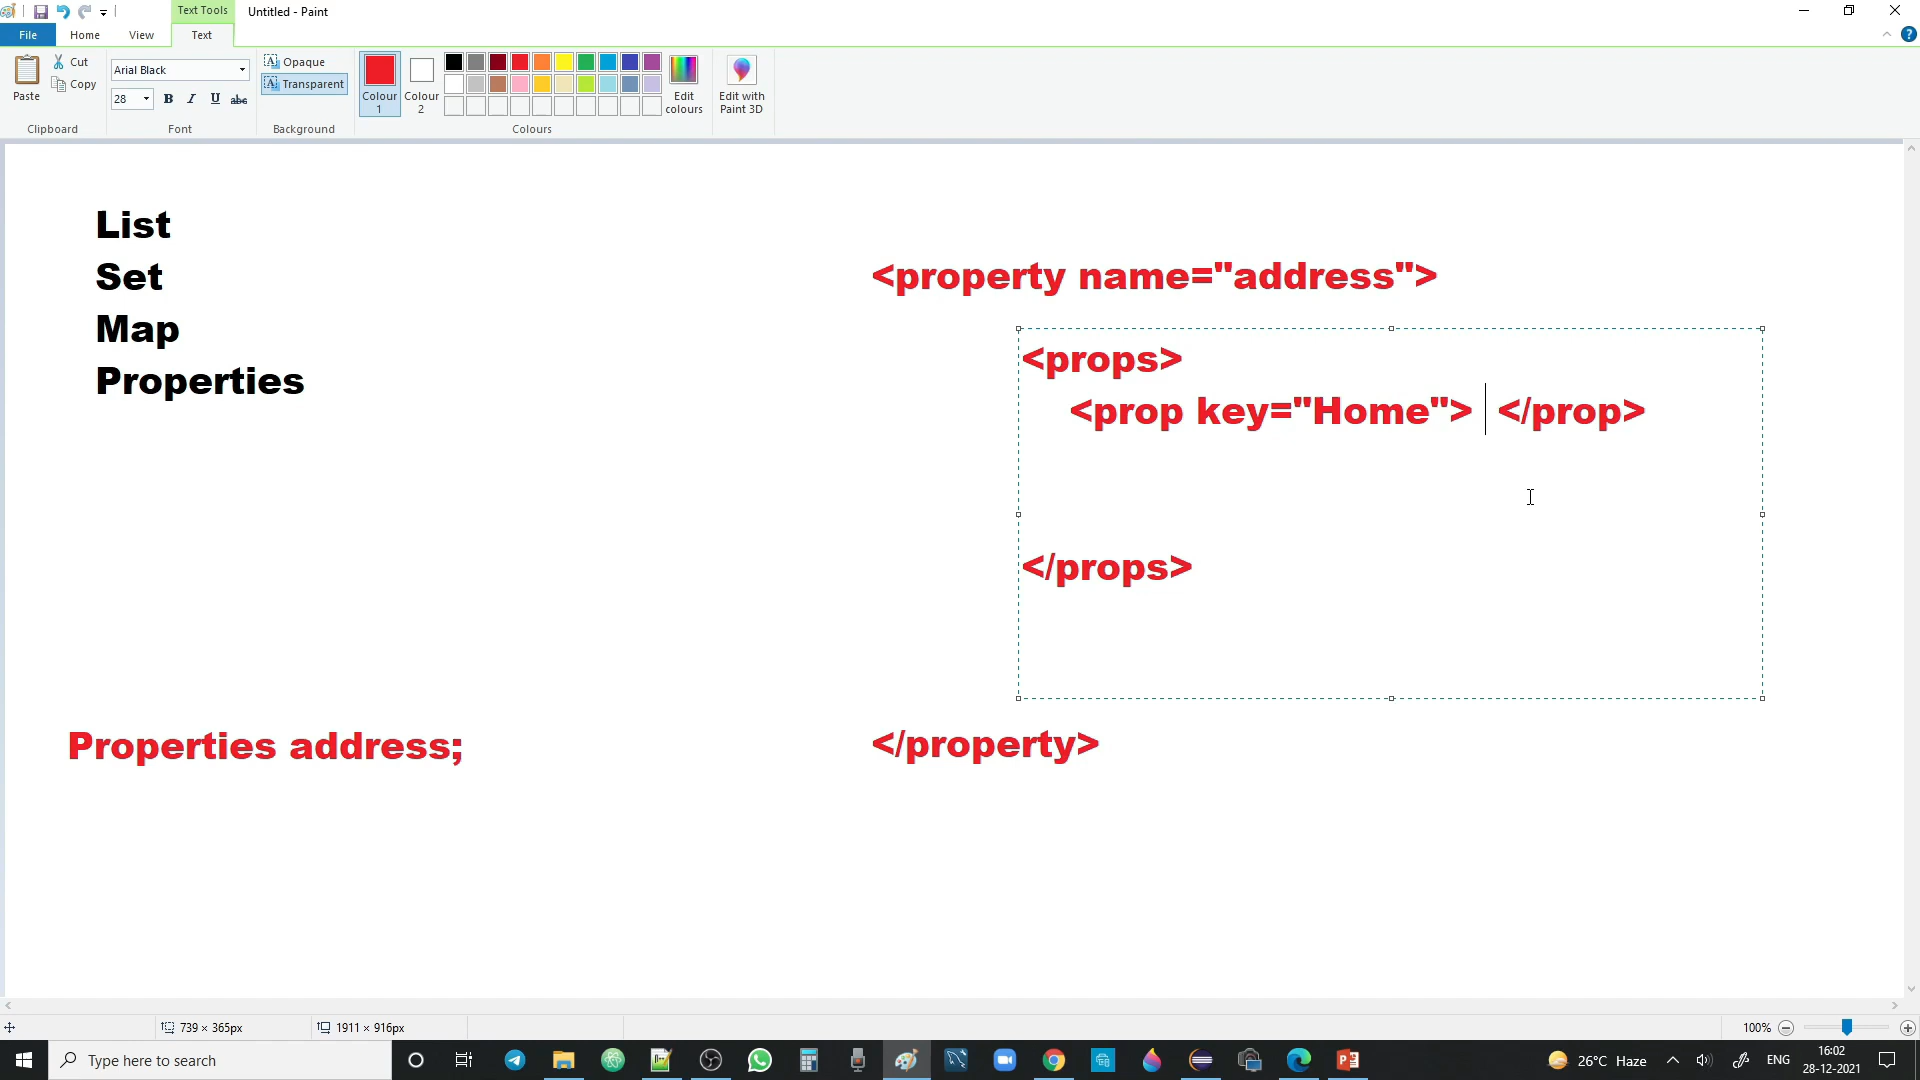 Text Tools
Untitled - Paint
File
Home
View
Text
Paste
Cut
Copy
Clipboard
Arial Black
28
B
I
U
abc
Font
Opaque
Transparent
Background
Colour
1
Colour
2
Edit
colours
Colours
Edit with
Paint 3D
List
Set
Map
Properties
Properties address;
<property name="address">
<props>
<prop key="Home"> </prop>
</props>
</property>
739 × 365px
1911 × 916px
100%
Type here to search
26°C Haze
ENG
16:02
28-12-2021